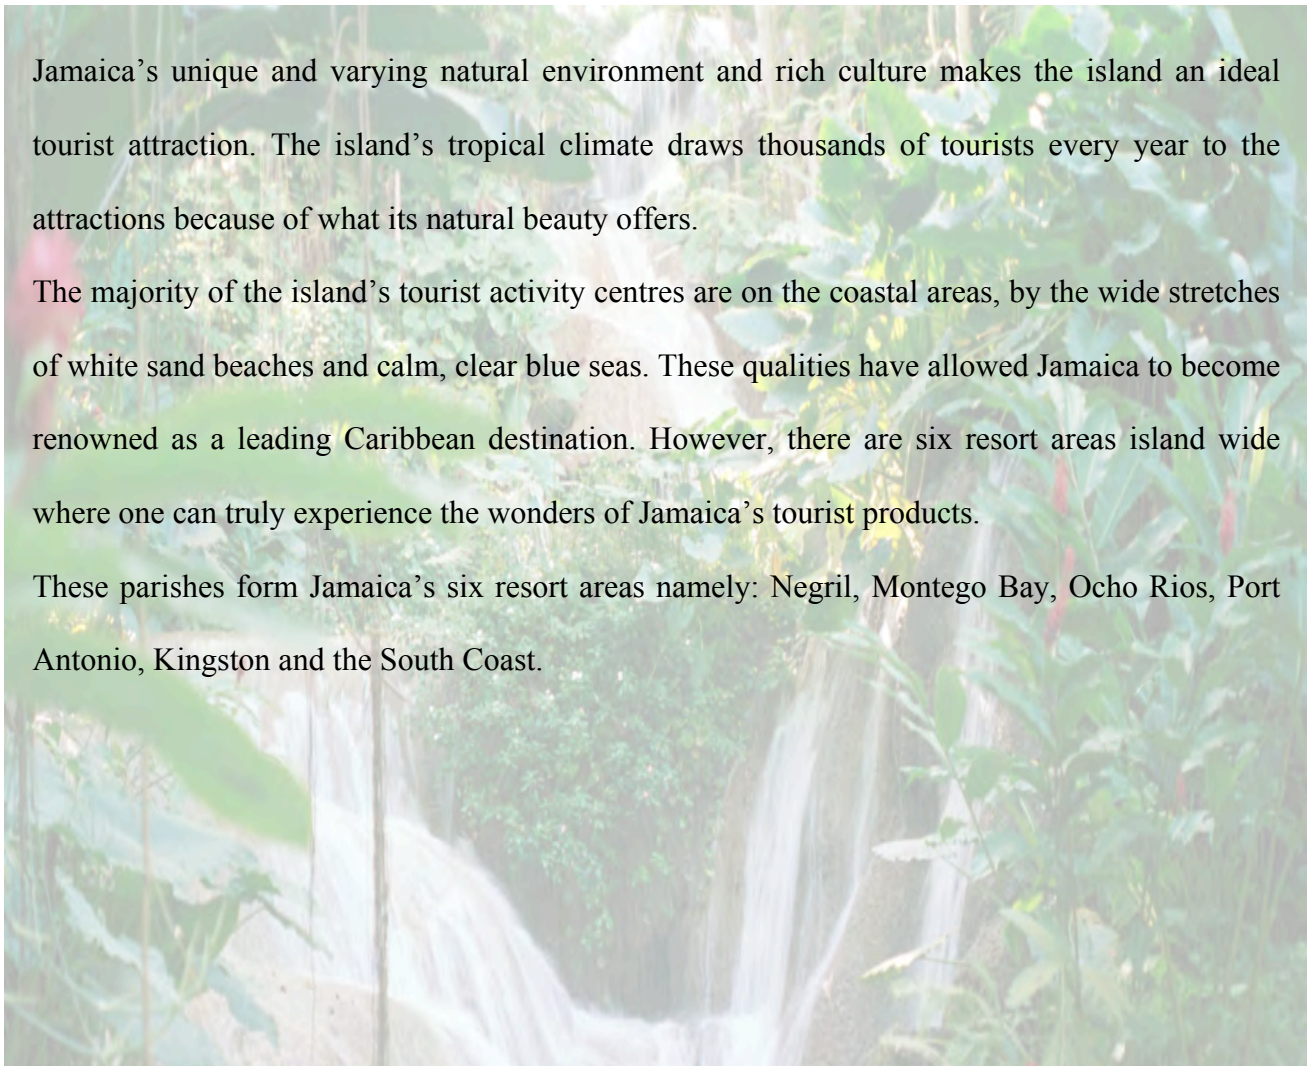 Jamaica’s unique and varying natural environment and rich culture makes the island an ideal
tourist attraction. The island’s tropical climate draws thousands of tourists every year to the
attractions because of what its natural beauty offers.
The majority of the island’s tourist activity centres are on the coastal areas, by the wide stretches
of white sand beaches and calm, clear blue seas. These qualities have allowed Jamaica to become
renowned as a leading Caribbean destination. However, there are six resort areas island wide
where one can truly experience the wonders of Jamaica’s tourist products.
These parishes form Jamaica’s six resort areas namely: Negril, Montego Bay, Ocho Rios, Port
Antonio, Kingston and the South Coast.